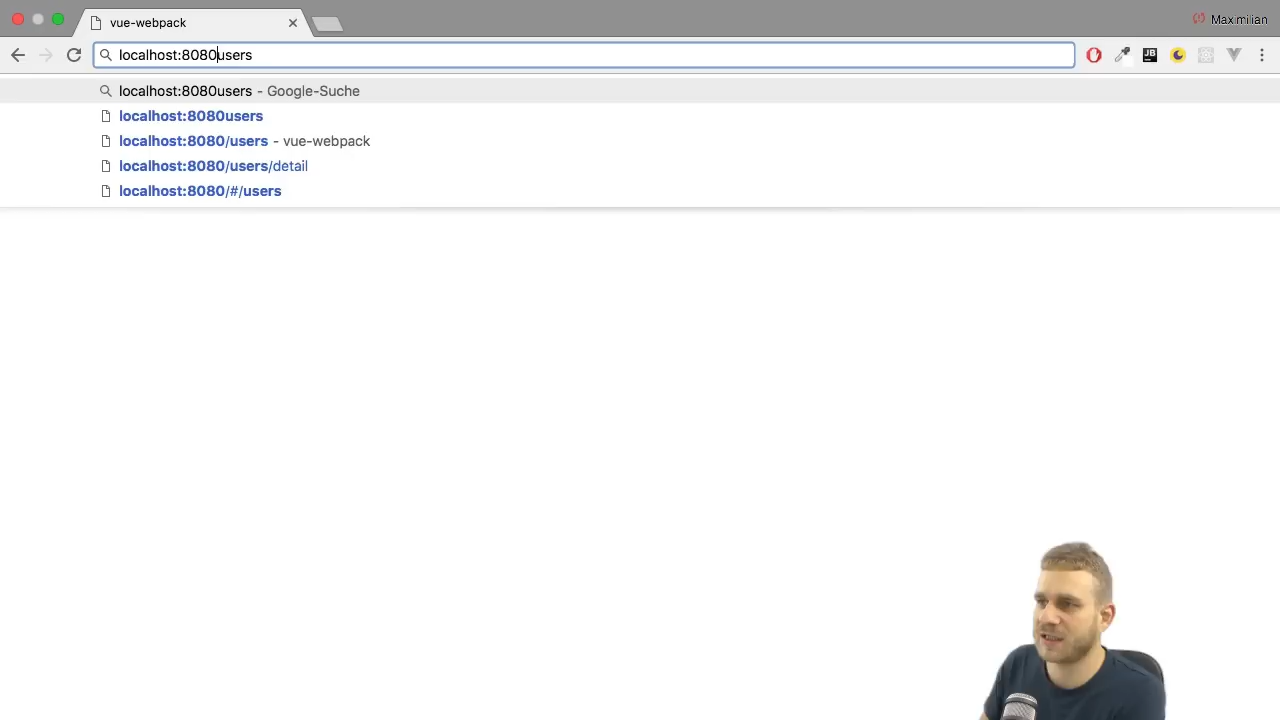 vue-webpack
Maximilian
localhost:8080users
JB
localhost:8080users - Google-Suche
localhost:8080users
localhost:8080/users - vue-webpack
localhost:8080/users/detail
localhost:8080/#/users